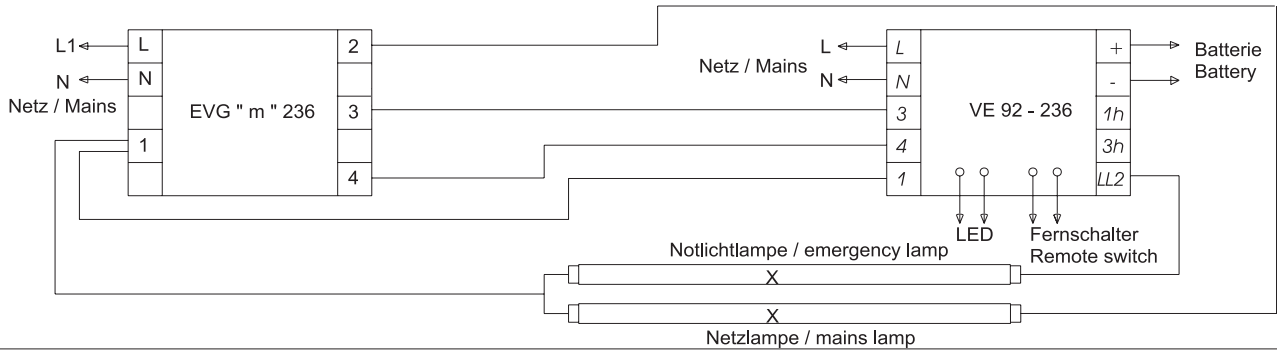 L1
N
Netz / Mains
L
N
1
EVG " m " 236
2
3
4
L
N
Netz / Mains
L
N
3
4
1
VE 92 - 236
+
-
1h
3h
LL2
Batterie
Battery
LED
Fernschalter
Remote switch
Notlichtlampe / emergency lamp
X
X
Netzlampe / mains lamp